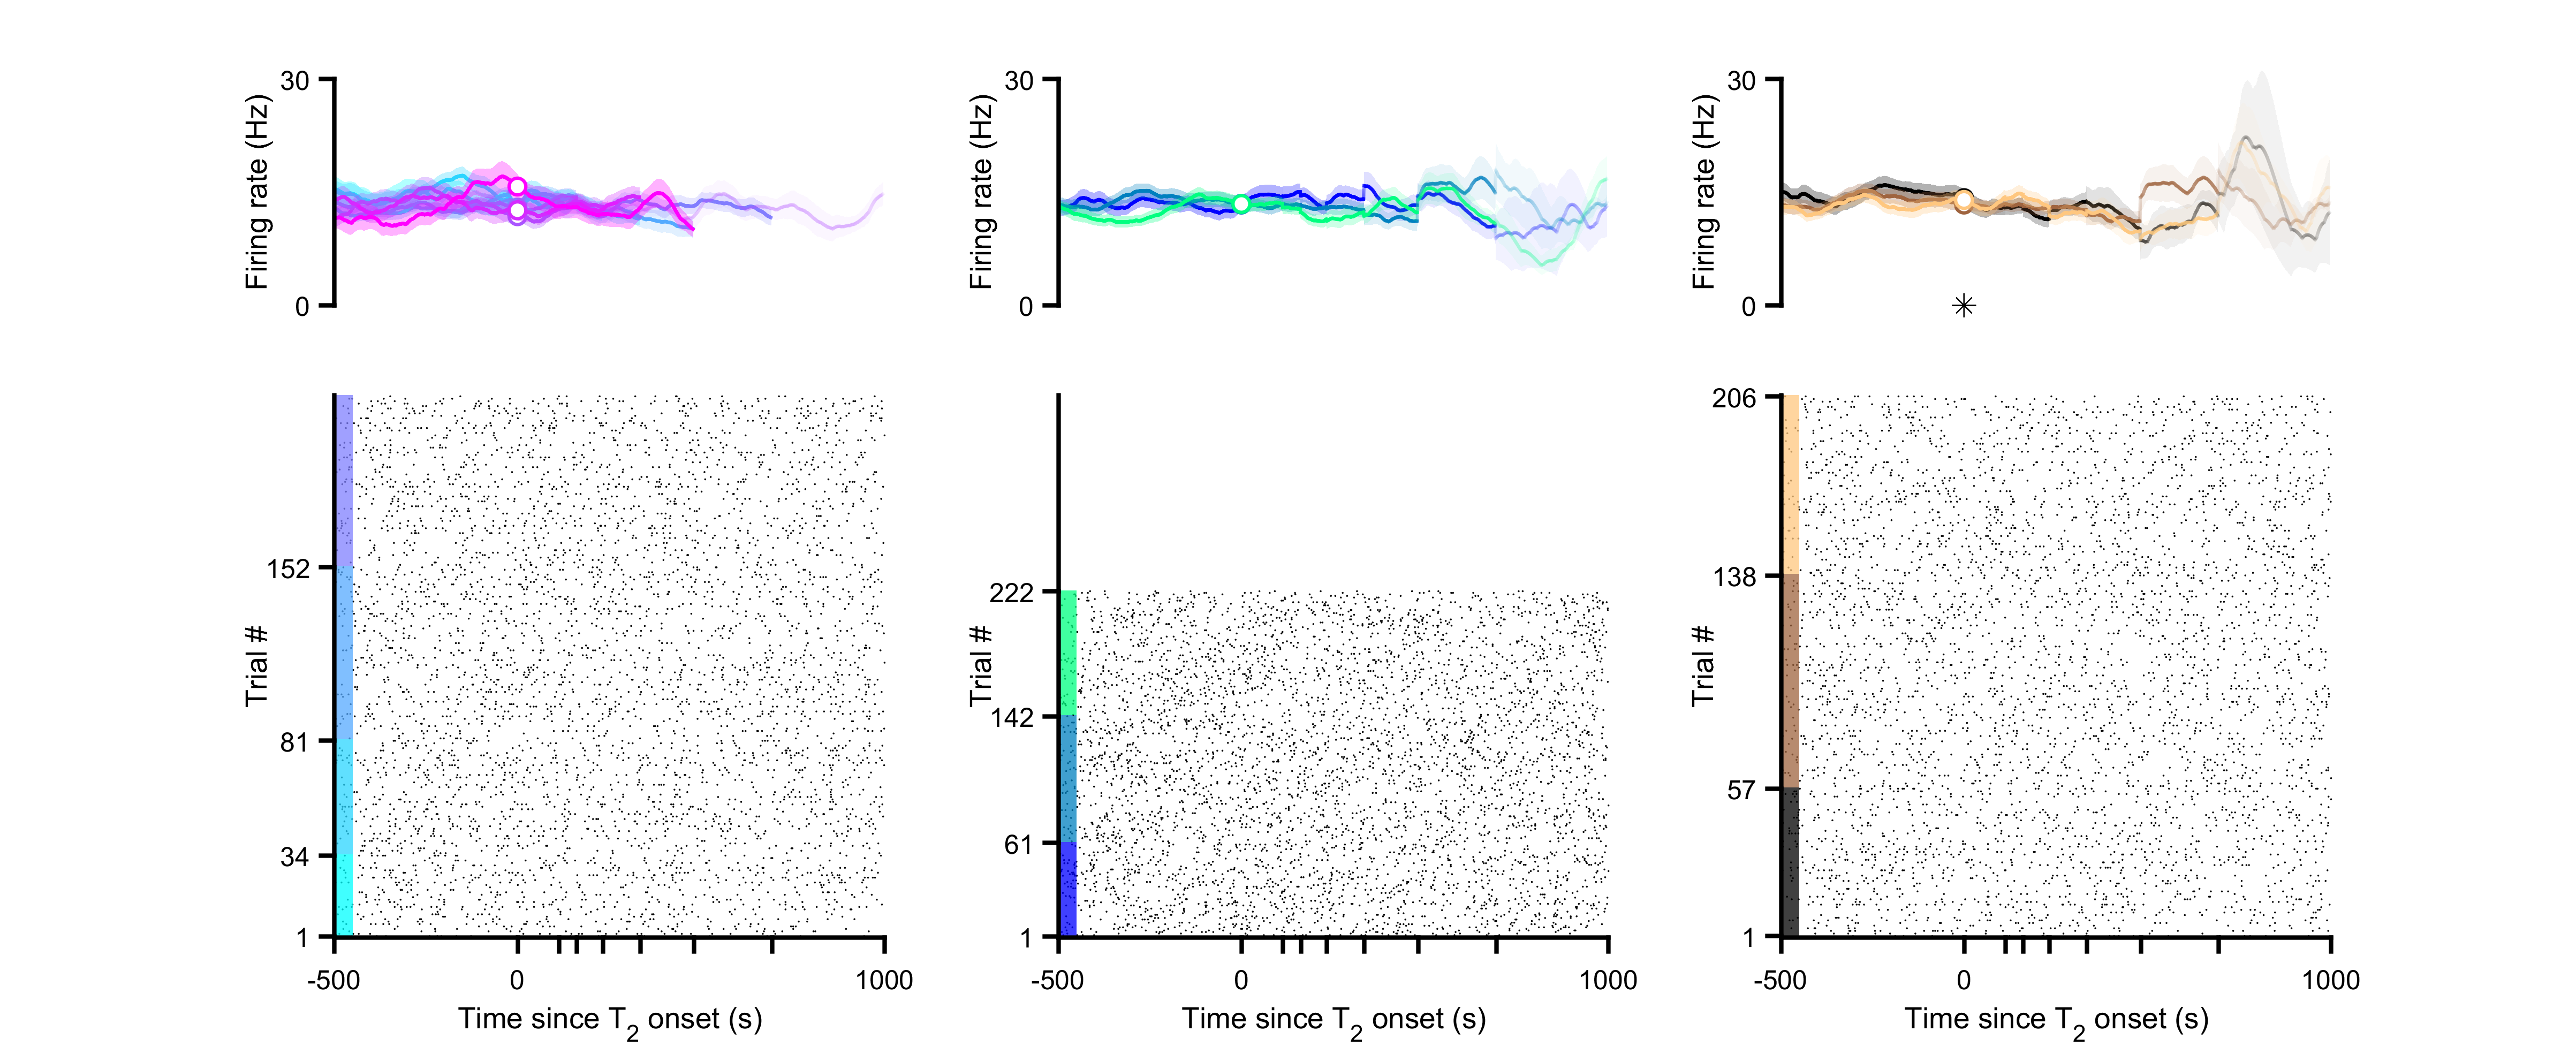 30
Firing rate (Hz)
0
30
Firing rate (Hz)
0
30
Firing rate (Hz)
0
152
81
34
1
Trial #
-500 0 1000
Time since T2 onset (s)
222
142
61
1
Trial #
-500 0 1000
Time since T2 onset (s)
206
138
57
1
Trial #
-500 0 1000
Time since T2 onset (s)